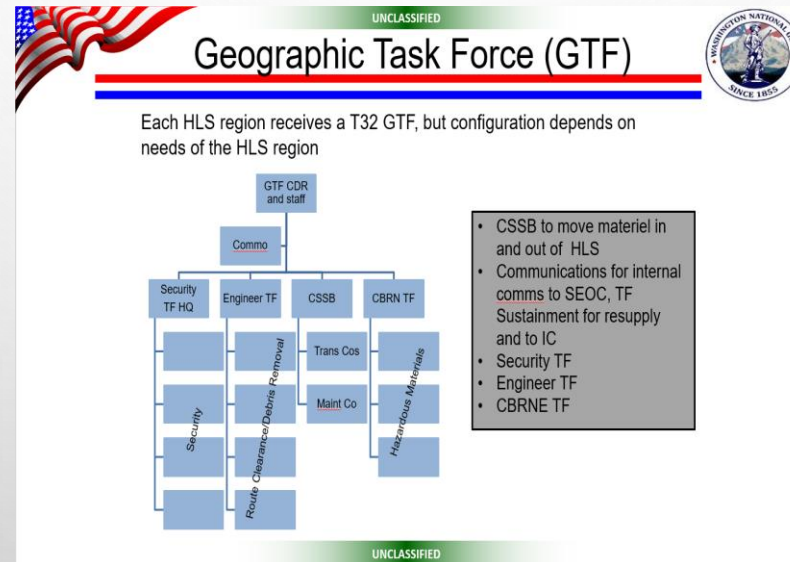 UNCLASSIFIED
Geographic Task Force (GTF)
WASHINGTON NATIONAL
SINCE 1855
Each HLS region receives a T32 GTF, but configuration depends on
needs of the HLS region
GTF CDR
and staff
Commo
Security
TF HQ
Engineer TF
CSSB
CBRN TF
Trans Cos
Maint Co
Security
Route Clearance/Debris Removal
Hazardous Materials
• CSSB to move materiel in
and out of HLS
• Communications for internal
comms to SEOC, TF
Sustainment for resupply
and to IC
• Security TF
• Engineer TF
• CBRNE TF
UNCLASSIFIED